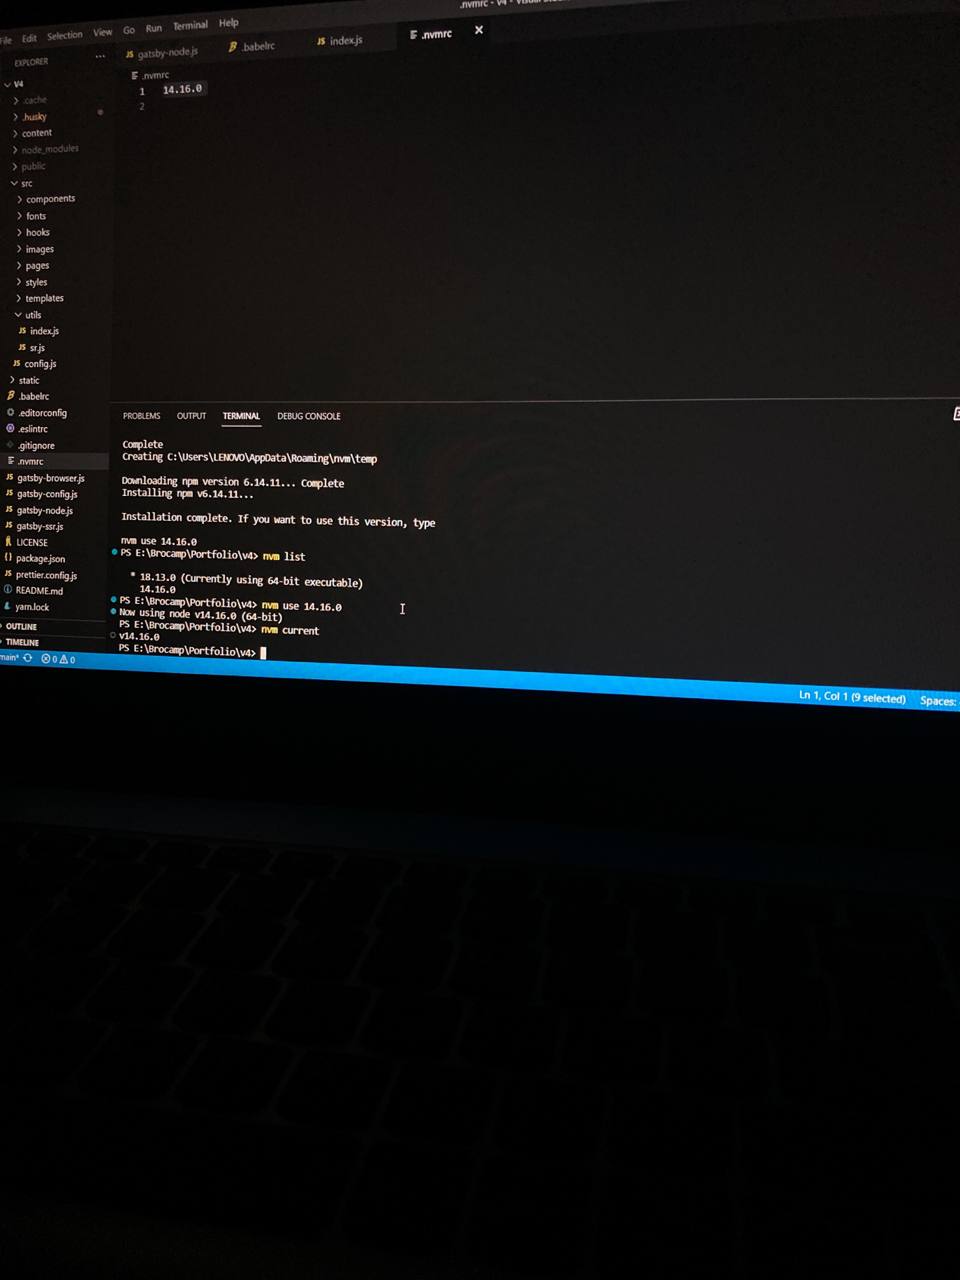 .nvmrc - v4 - Visual
File Edit Selection View Go Run Terminal Help
EXPLORER ...
gatsby-node.js
.babelrc
index.js
.nvmrc
V4
.cache
.husky
content
node_modules
public
src
components
fonts
hooks
images
pages
styles
templates
utils
index.js
sr.js
config.js
static
.babelrc
.editorconfig
.eslintrc
.gitignore
.nvmrc
gatsby-browser.js
gatsby-config.js
gatsby-node.js
gatsby-ssr.js
LICENSE
package.json
prettier.config.js
README.md
yarn.lock
OUTLINE
TIMELINE
.nvmrc
1 14.16.0
2
PROBLEMS OUTPUT TERMINAL DEBUG CONSOLE
Complete
Creating C:\Users\LENOVO\AppData\Roaming\nvm\temp
Downloading npm version 6.14.11... Complete
Installing npm v6.14.11...
Installation complete. If you want to use this version, type
nvm use 14.16.0
PS E:\Brocamp\Portfolio\v4> nvm list
* 18.13.0 (Currently using 64-bit executable)
14.16.0
PS E:\Brocamp\Portfolio\v4> nvm use 14.16.0
Now using node v14.16.0 (64-bit)
PS E:\Brocamp\Portfolio\v4> nvm current
v14.16.0
PS E:\Brocamp\Portfolio\v4>
main* 0 0
Ln 1, Col 1 (9 selected) Spaces: